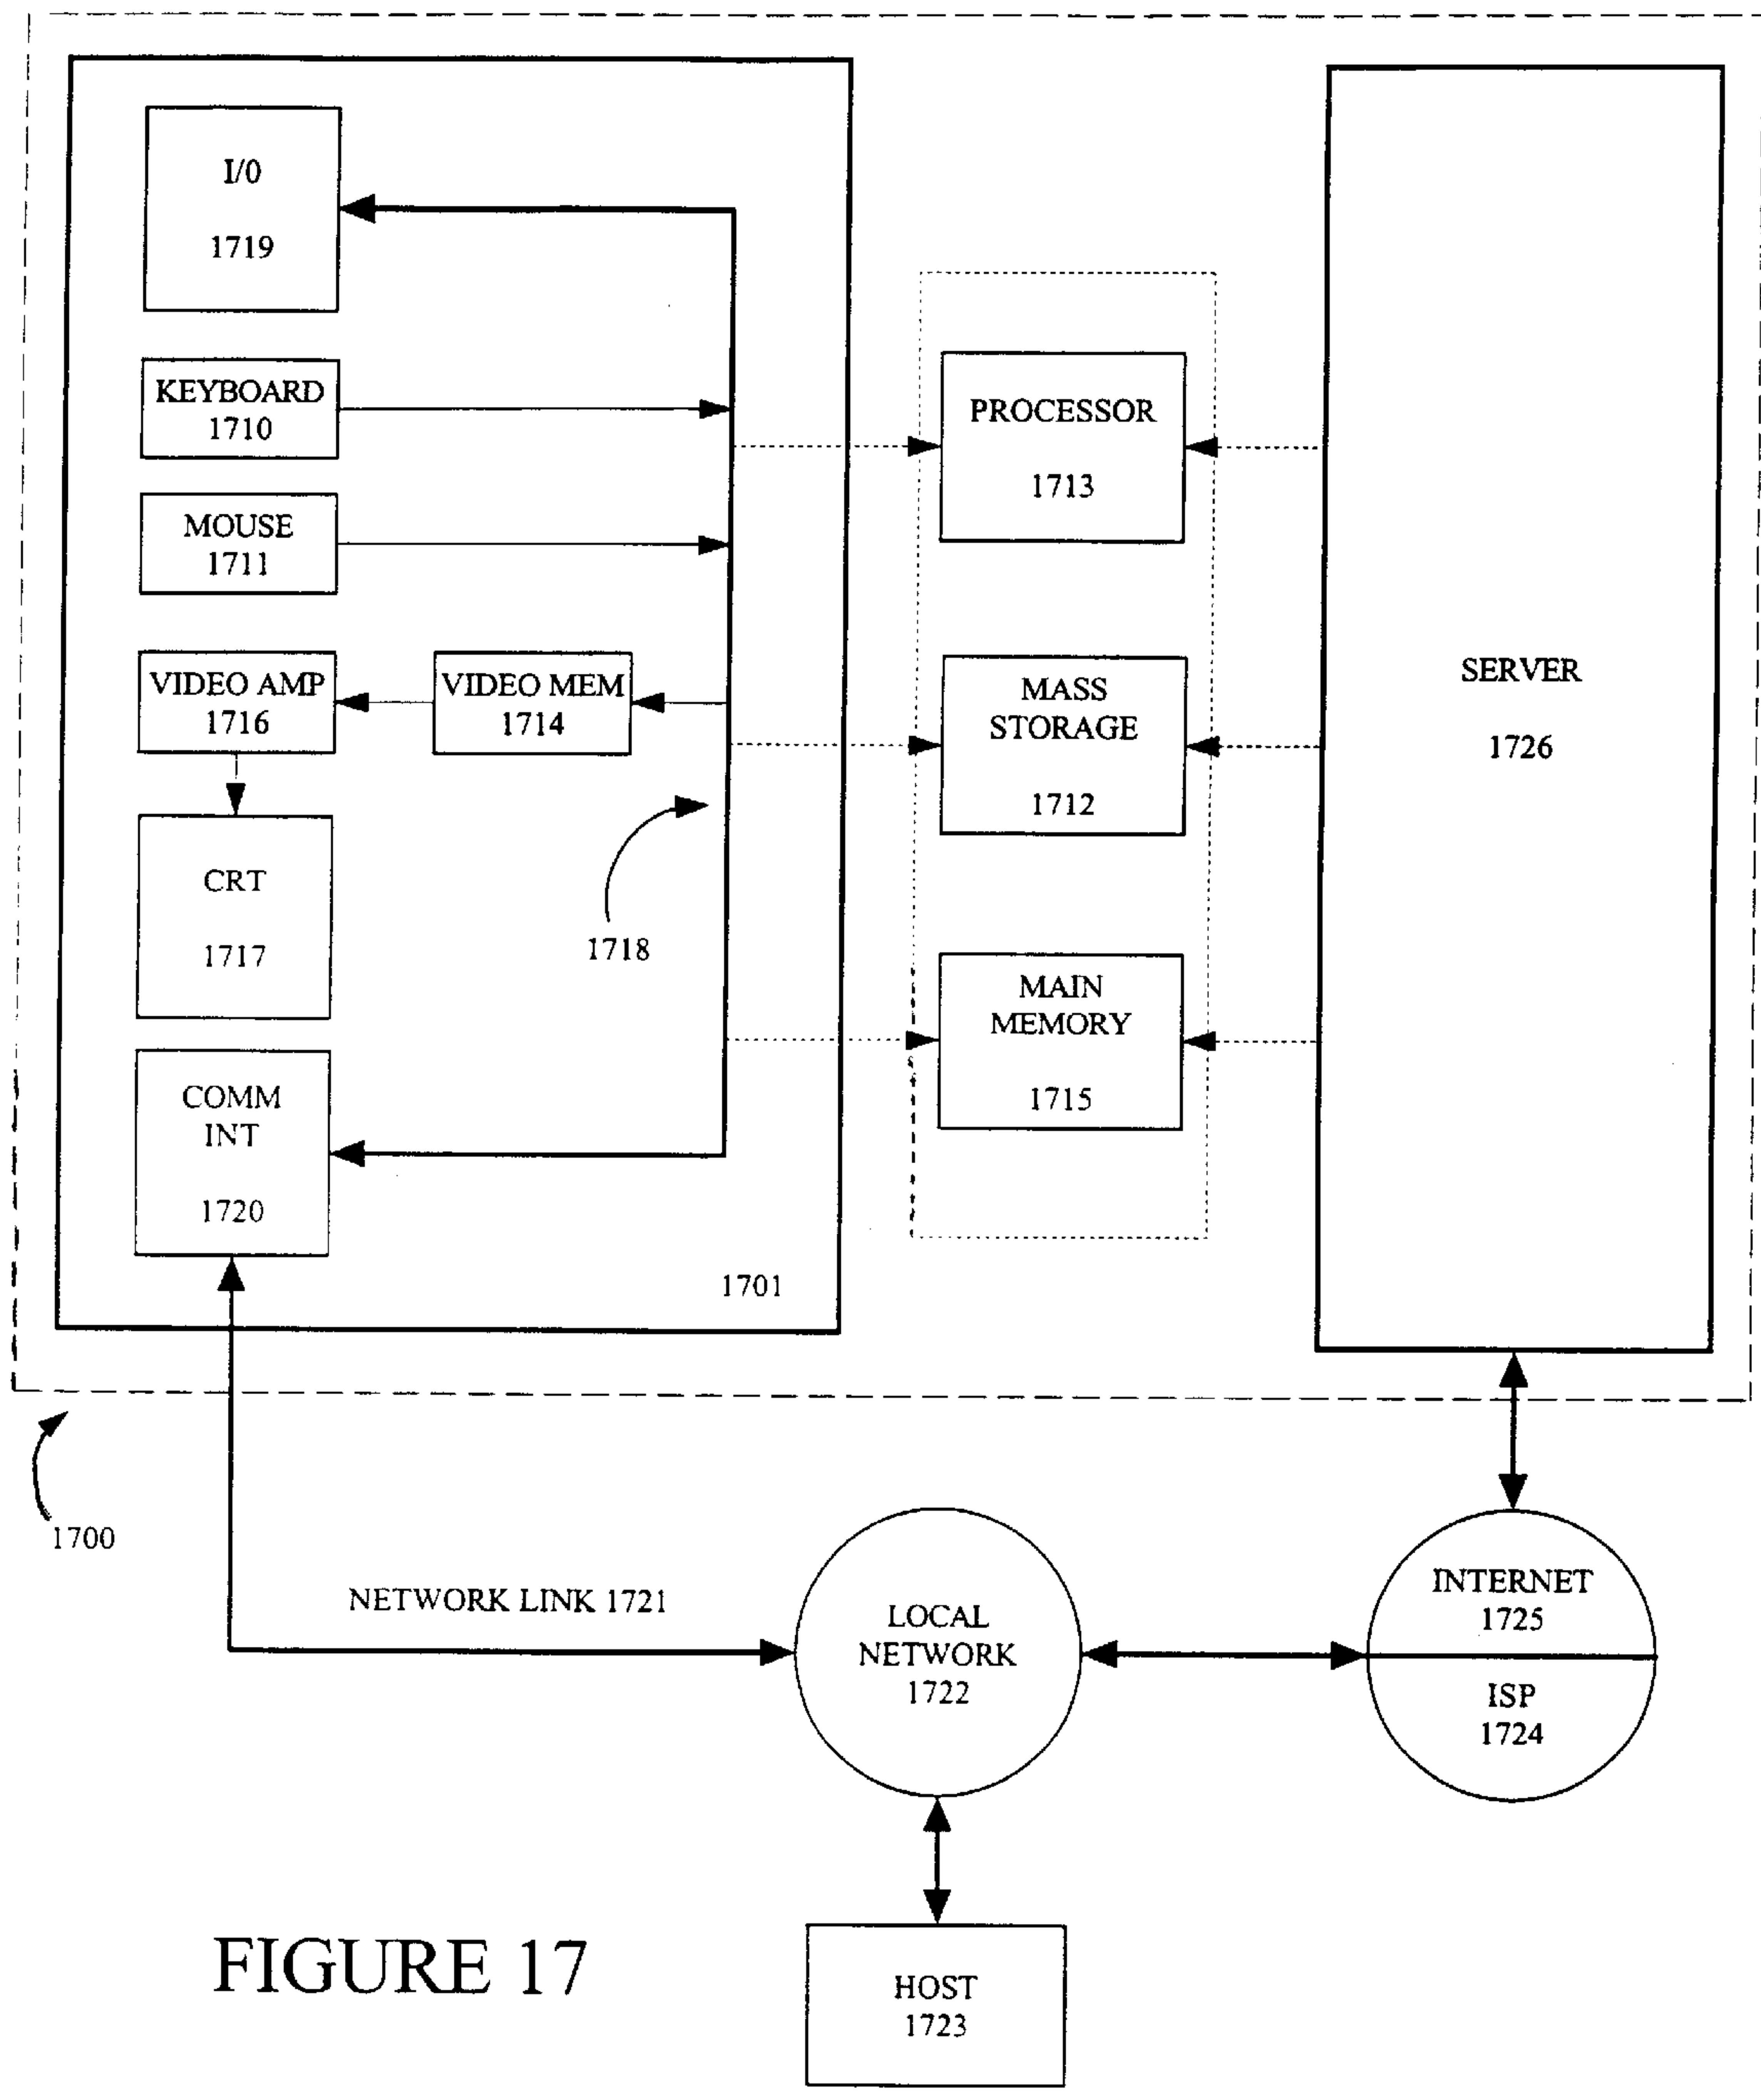 I/0
1719
KEYBOARD
1710
MOUSE
1711
VIDEO AMP
1716
VIDEO MEM
1714
CRT
1717
1718
COMM
INT
1720
1701
PROCESSOR
1713
MASS
STORAGE
1712
MAIN
MEMORY
1715
SERVER
1726
1700
NETWORK LINK 1721
LOCAL
NETWORK
1722
INTERNET
1725
ISP
1724
HOST
1723
FIGURE 17